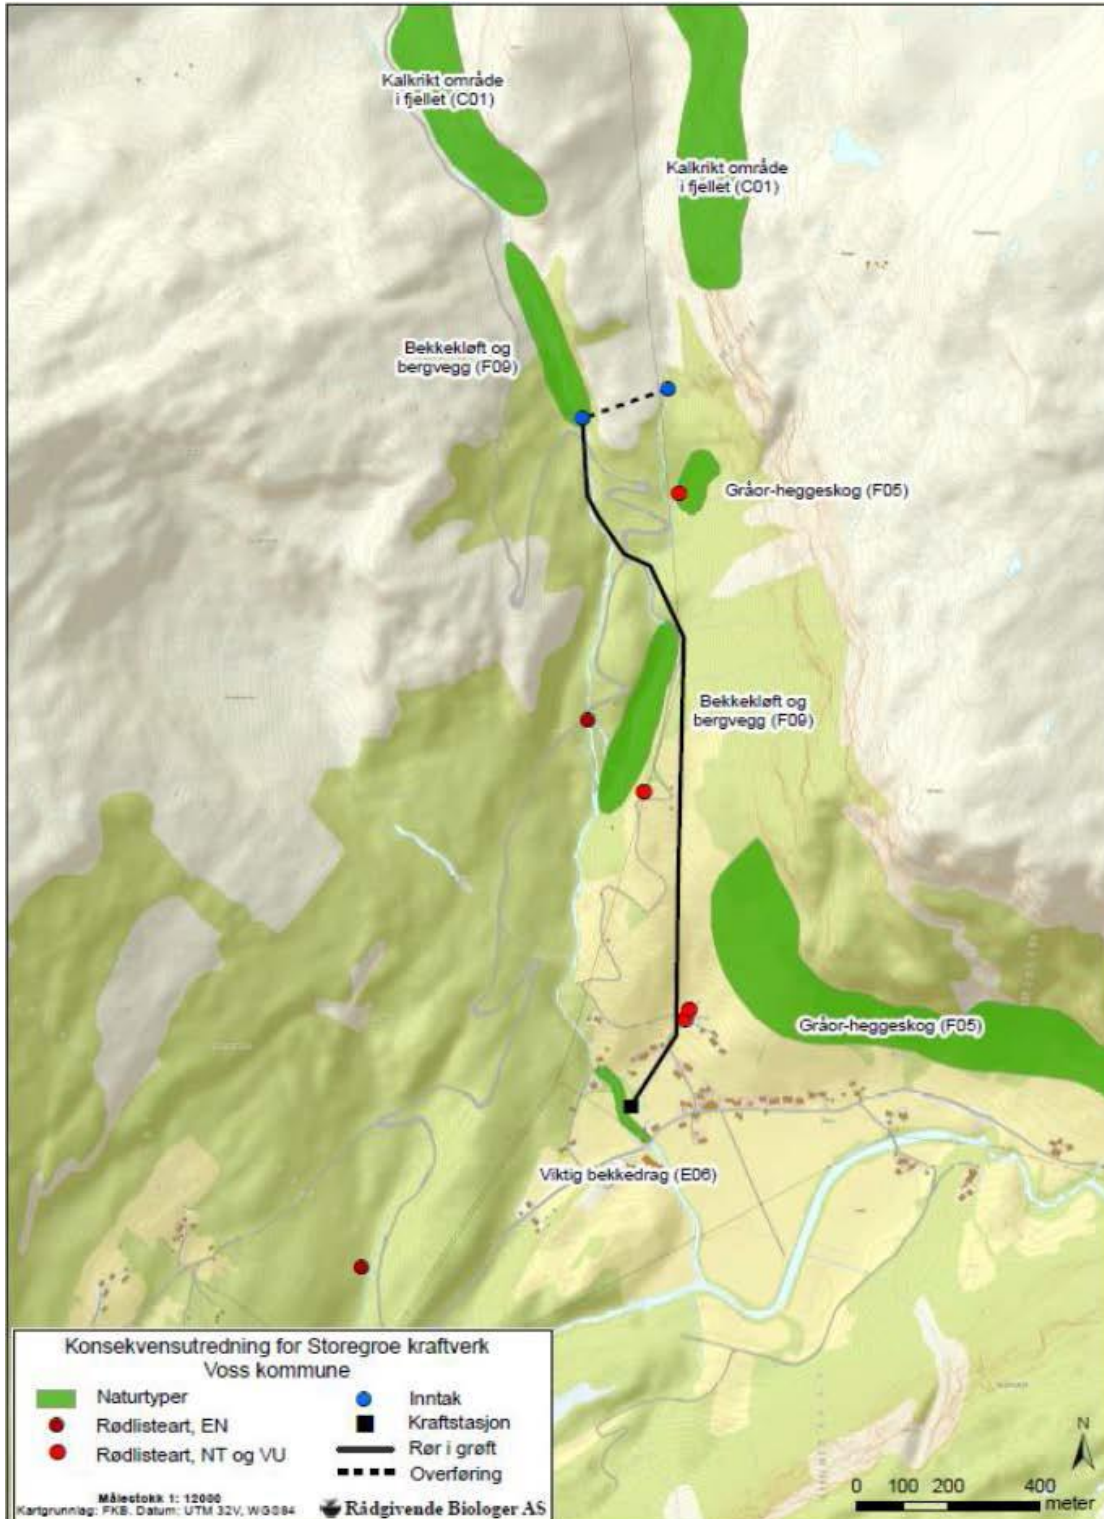 Kalkrikt område
i fjellet (C01)
Kalkrikt område
i fjellet (C01)
Bekkekløft og
bergvegg (F09)
Gråor-heggeskog (F05)
Bekkekløft og
bergvegg (F09)
Gråor-heggeskog (F05)
Viktig bekkedrag (E06)
Konsekvensutredning for Storegroe kraftverk
Voss kommune
Naturtyper
Rødlisteart, EN
Rødlisteart, NT og VU
Inntak
Kraftstasjon
Rør i grøft
Overføring
Målestokk 1: 12000
Kartgrunnlag: FKB. Datum: UTM 32V, WGS84
Rådgivende Biologer AS
N
0 100 200 400
meter